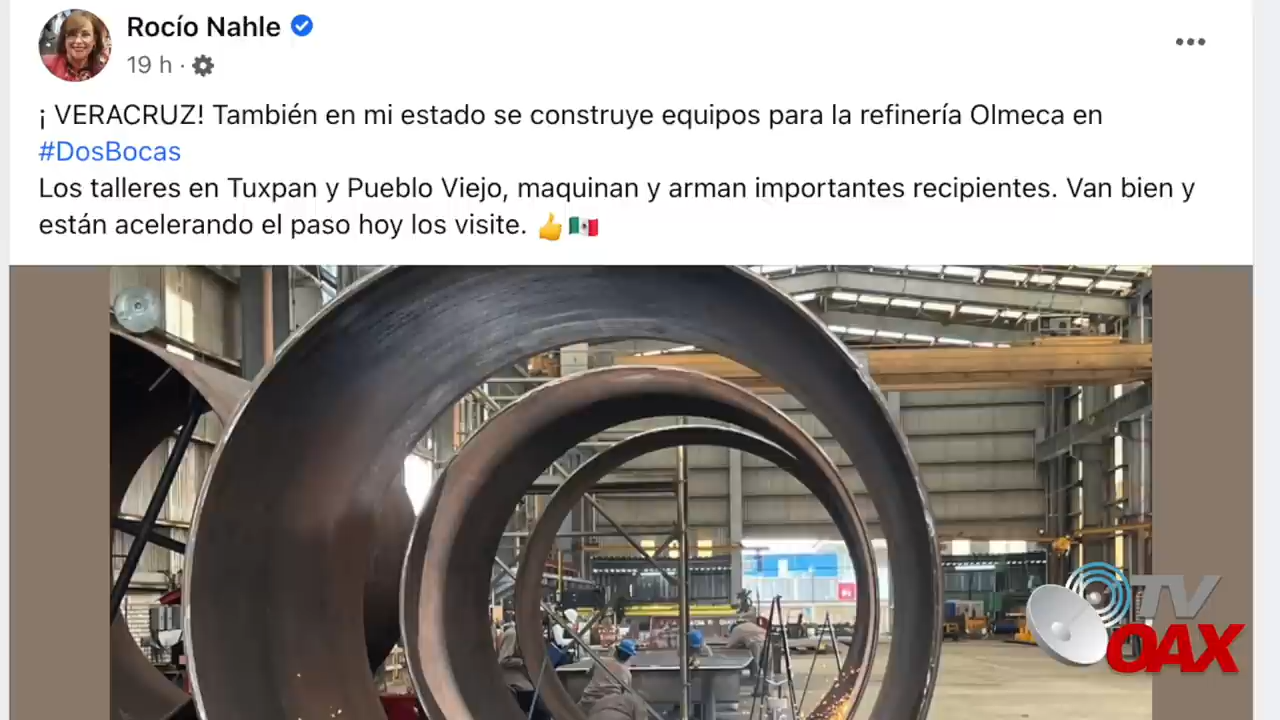 Rocío Nahle
19 h ·
¡ VERACRUZ! También en mi estado se construye equipos para la refinería Olmeca en
#DosBocas
Los talleres en Tuxpan y Pueblo Viejo, maquinan y arman importantes recipientes. Van bien y
están acelerando el paso hoy los visite. 👍🇲🇽
TV
OAX